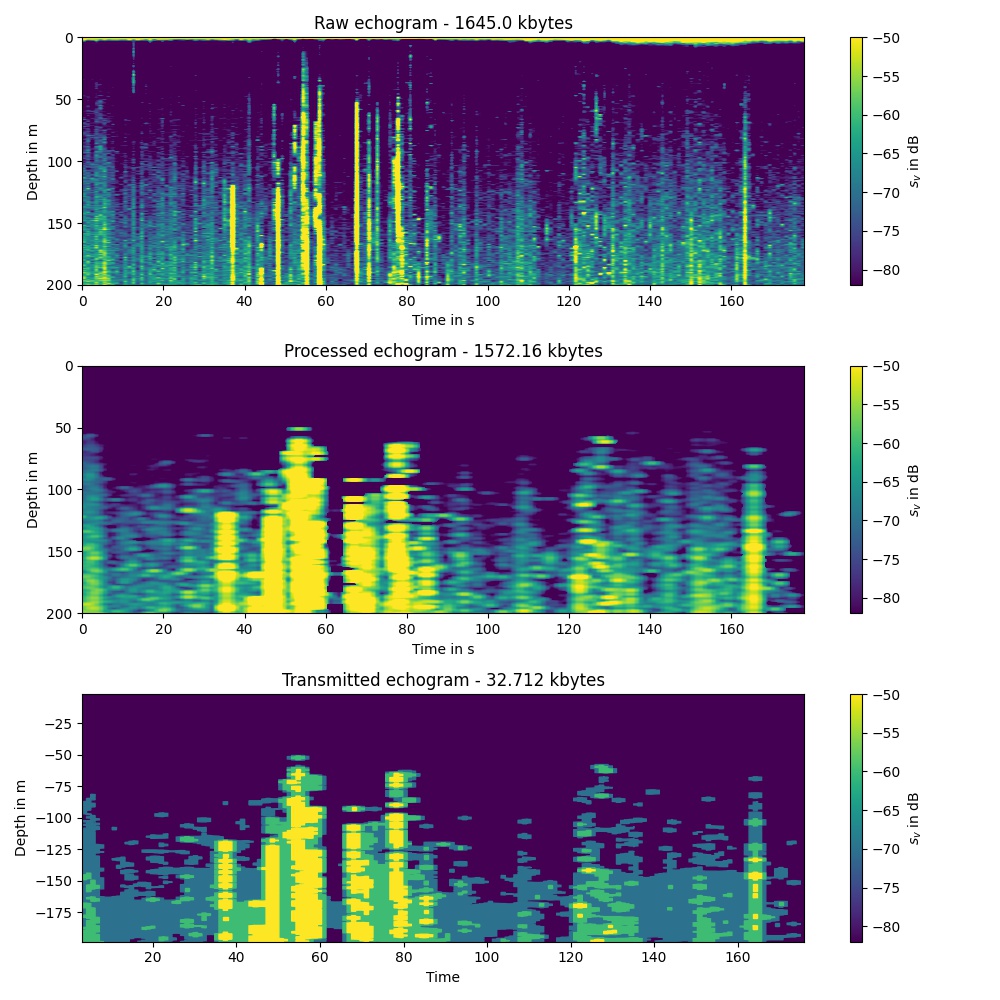 Raw echogram - 1645.0 kbytes
0
50
100
150
200
Depth in m
0 20 40 60 80 100 120 140 160
Time in s
−50
−55
−60
−65
−70
−75
−80
sv in dB
Processed echogram - 1572.16 kbytes
0
50
100
150
200
Depth in m
0 20 40 60 80 100 120 140 160
Time in s
−50
−55
−60
−65
−70
−75
−80
sv in dB
Transmitted echogram - 32.712 kbytes
−25
−50
−75
−100
−125
−150
−175
Depth in m
20 40 60 80 100 120 140 160
Time
−50
−55
−60
−65
−70
−75
−80
sv in dB